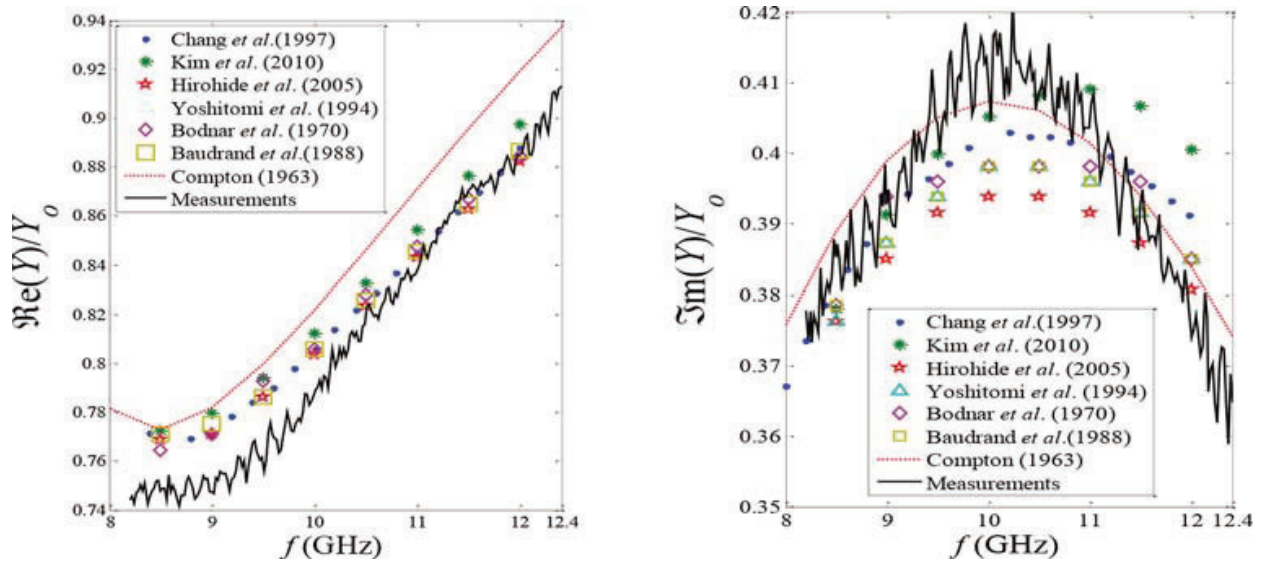 0.94
0.92
0.9
0.88
0.86
0.84
0.82
0.8
0.78
0.76
0.74
ℜe(Y)/Yo
Chang et al.(1997)
Kim et al. (2010)
Hirohide et al. (2005)
Yoshitomi et al. (1994)
Bodnar et al. (1970)
Baudrand et al.(1988)
Compton (1963)
Measurements
8 9 10 11 12 12.4
f (GHz)
0.42
0.41
0.4
0.39
0.38
0.37
0.36
0.35
ℑm(Y)/Yo
Chang et al.(1997)
Kim et al. (2010)
Hirohide et al. (2005)
Yoshitomi et al. (1994)
Bodnar et al. (1970)
Baudrand et al.(1988)
Compton (1963)
Measurements
8 9 10 11 12 12.4
f (GHz)